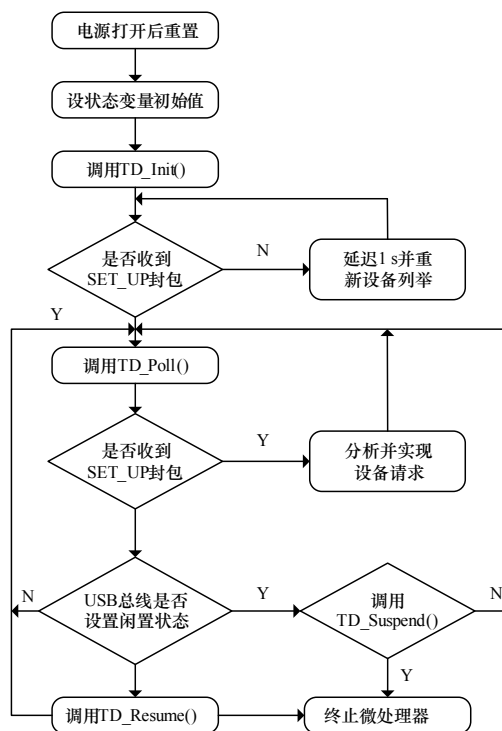 电源打开后重置
设状态变量初始值
调用TD_Init()
是否收到
SET_UP封包
N
延迟1 s并重
新设备列举
Y
调用TD_Poll()
是否收到
SET_UP封包
Y
分析并实现
设备请求
N
USB总线是否
设置闲置状态
Y
调用
TD_Suspend()
N
Y
调用TD_Resume()
终止微处理器